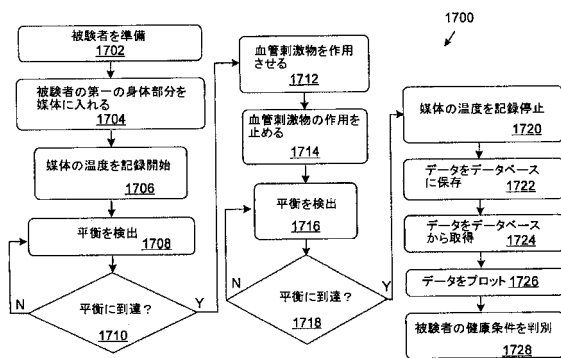 1700
被験者を準備
1702
被験者の第一の身体部分を
媒体に入れる
1704
媒体の温度を記録開始
1706
平衡を検出
1708
平衡に到達?
1710
N
Y
血管刺激物を作用
させる
1712
血管刺激物の作用を
止める
1714
平衡を検出
1716
平衡に到達?
1718
N
Y
媒体の温度を記録停止
1720
データをデータベース
に保存
1722
データをデータベース
から取得
1724
データをプロット 1726
被験者の健康条件を判別
1728